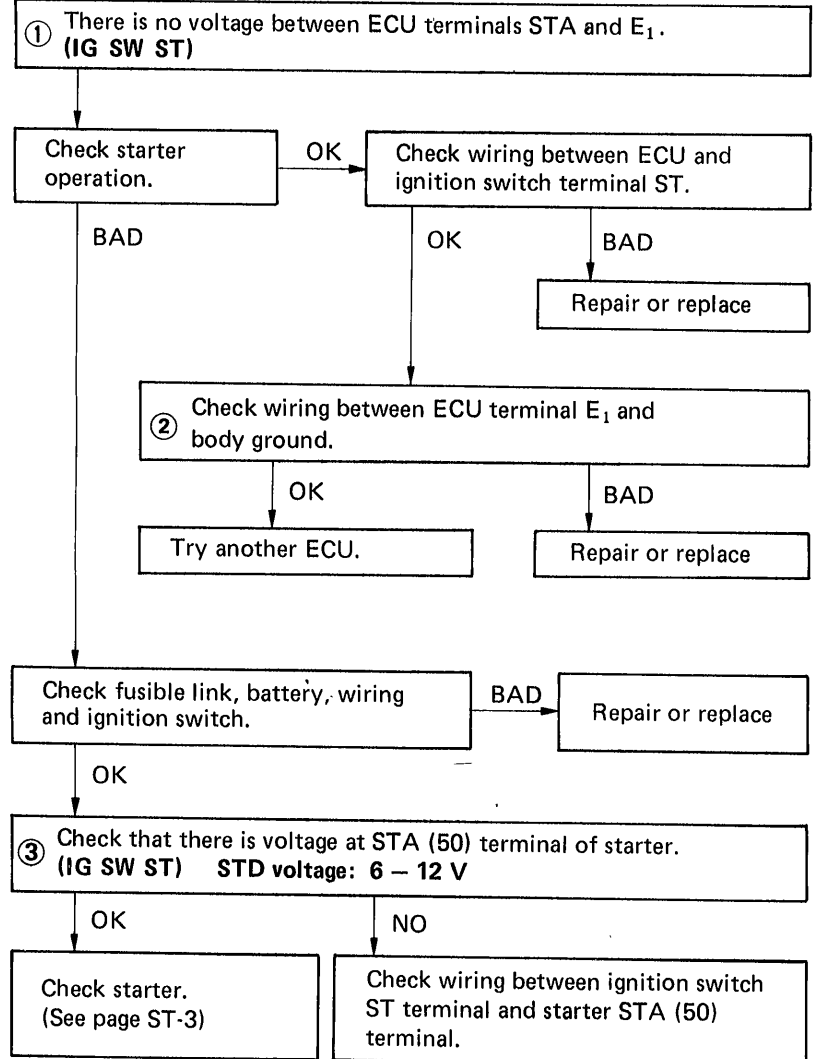 ① There is no voltage between ECU terminals STA and E₁.
(IG SW ST)
Check starter
operation.
OK
Check wiring between ECU and
ignition switch terminal ST.
BAD
OK
BAD
Repair or replace
② Check wiring between ECU terminal E₁ and
body ground.
OK
BAD
Try another ECU.
Repair or replace
Check fusible link, battery, wiring
and ignition switch.
BAD
Repair or replace
OK
③ Check that there is voltage at STA (50) terminal of starter.
(IG SW ST) STD voltage: 6 – 12 V
OK
NO
Check starter.
(See page ST-3)
Check wiring between ignition switch
ST terminal and starter STA (50)
terminal.